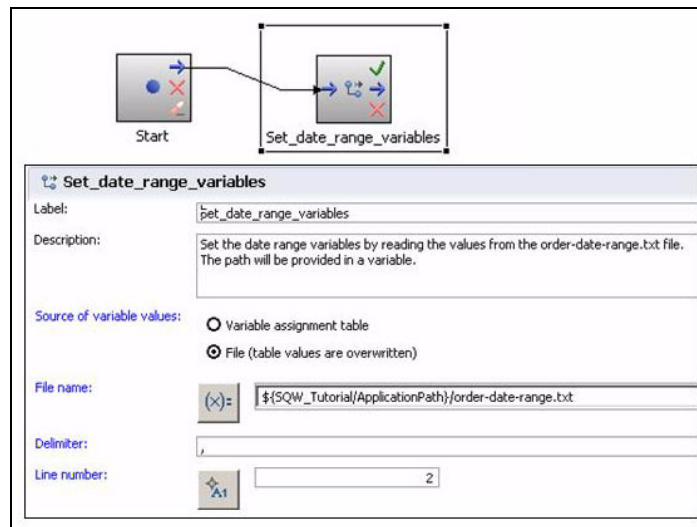 Start
Set_date_range_variables
Set_date_range_variables
Label:
Set_date_range_variables
Description:
Set the date range variables by reading the values from the order-date-range.txt file.
The path will be provided in a variable.
Source of variable values:
Variable assignment table
File (table values are overwritten)
File name:
(x)=
${SQW_Tutorial/ApplicationPath}/order-date-range.txt
Delimiter:
,
Line number:
A1
2